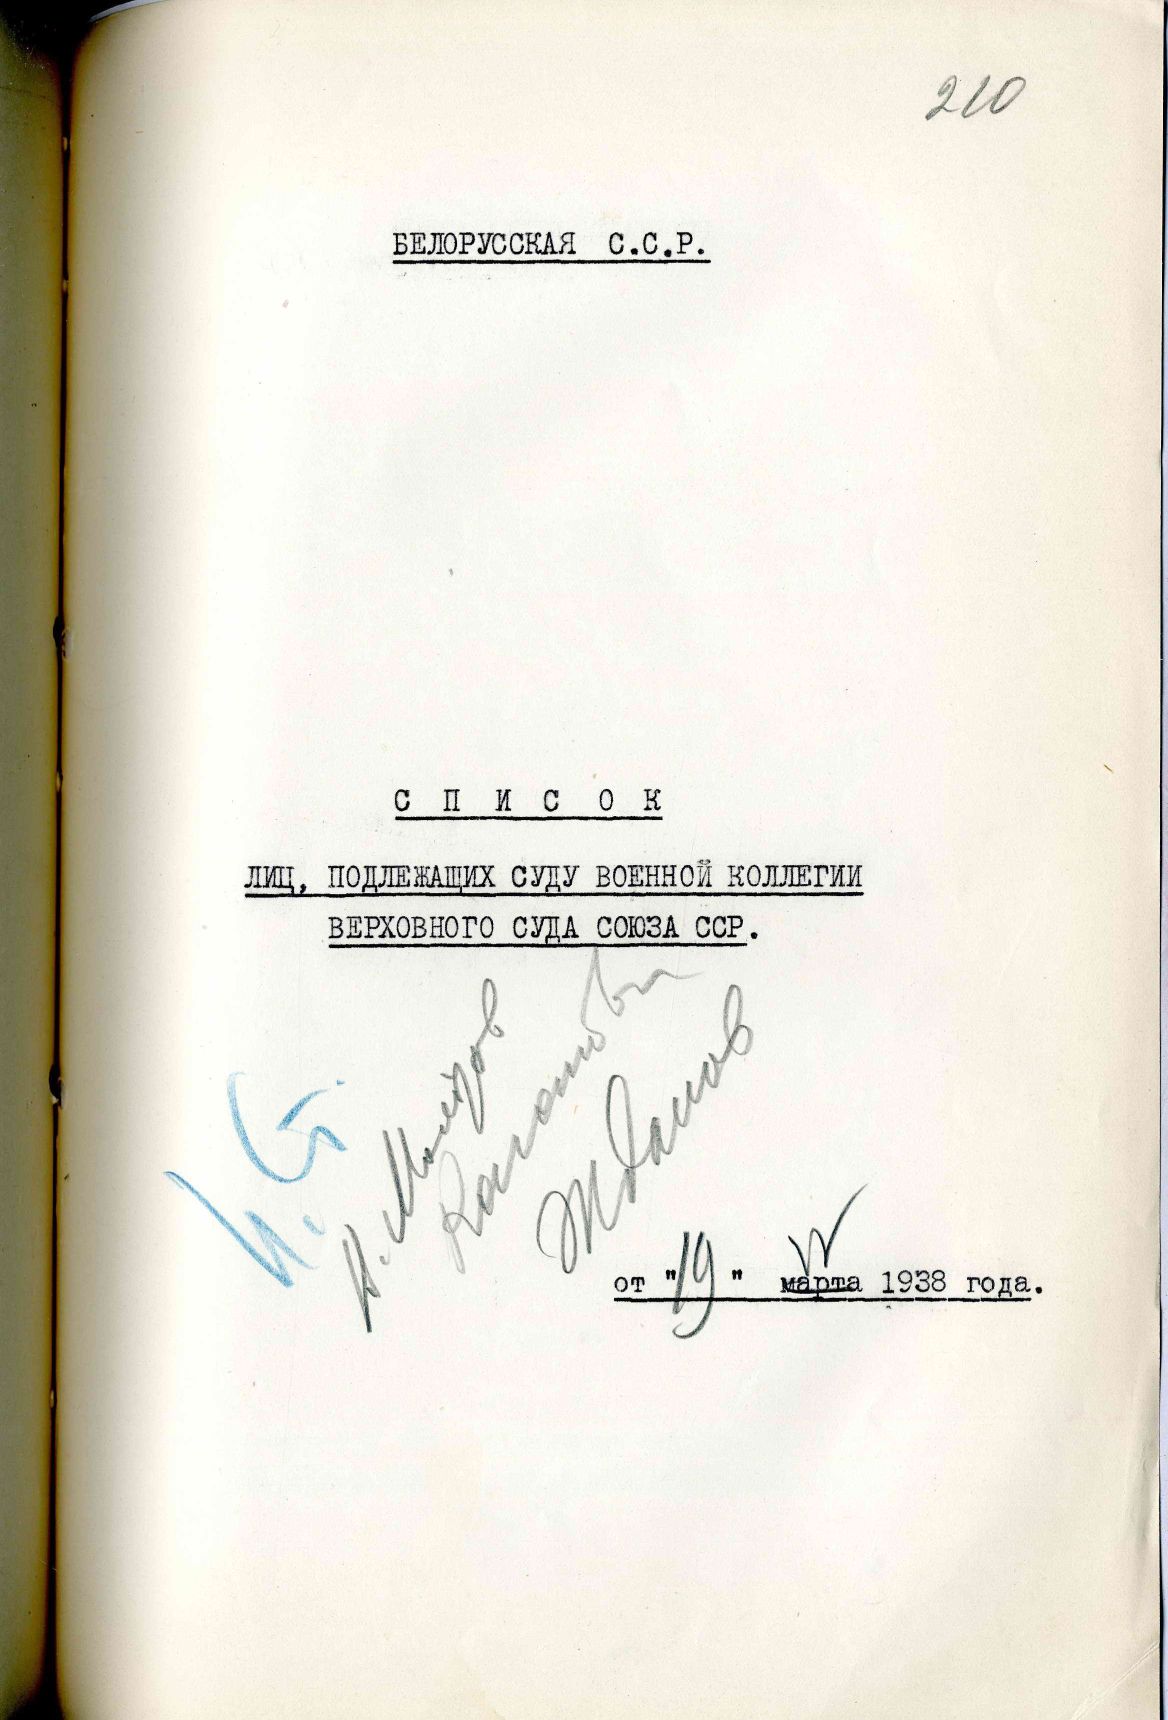 210
БЕЛОРУССКАЯ С.С.Р.
С П И С О К
ЛИЦ, ПОДЛЕЖАЩИХ СУДУ ВОЕННОЙ КОЛЛЕГИИ
ВЕРХОВНОГО СУДА СОЮЗА ССР.
И. Ст.
В. Молотов
Каганович
Жданов
IV
от "19" марта 1938 года.